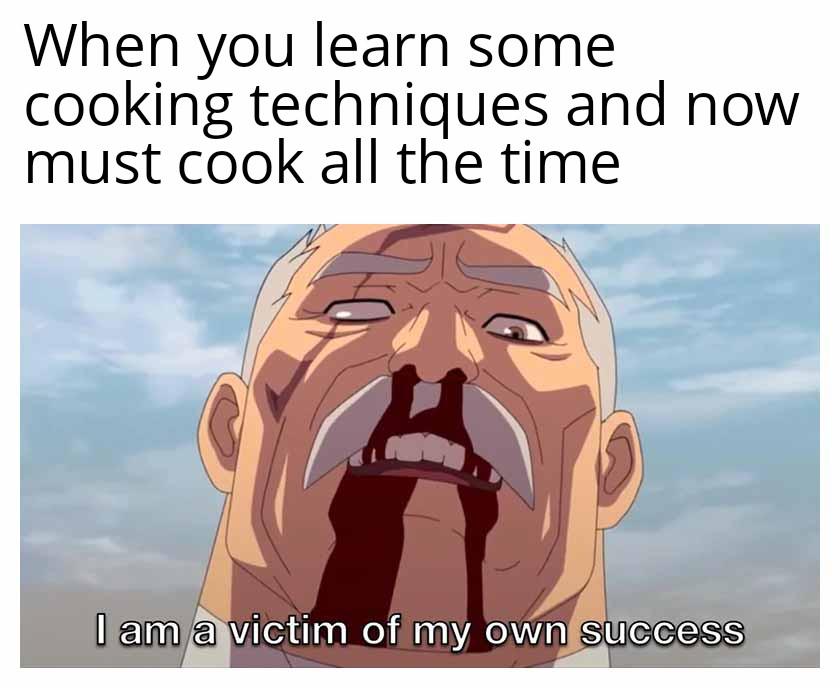 When you learn some
cooking techniques and now
must cook all the time
I am a victim of my own success